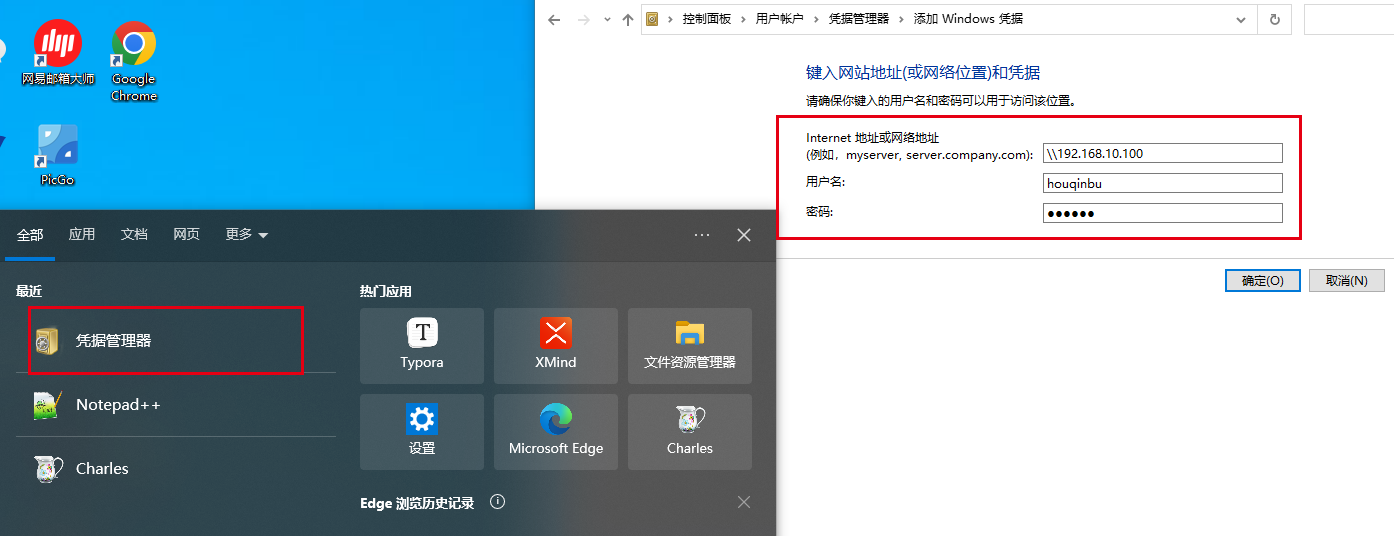 网易邮箱大师
Google
Chrome
PicGo
控制面板
用户帐户
凭据管理器
添加 Windows 凭据
键入网站地址(或网络位置)和凭据
请确保你键入的用户名和密码可以用于访问该位置。
Internet 地址或网络地址
(例如，myserver, server.company.com):
\\192.168.10.100
用户名:
houqinbu
密码:
●●●●●●
确定(O)
取消(N)
全部
应用
文档
网页
更多
最近
凭据管理器
Notepad++
Charles
热门应用
Typora
XMind
文件资源管理器
设置
Microsoft Edge
Charles
Edge 浏览历史记录